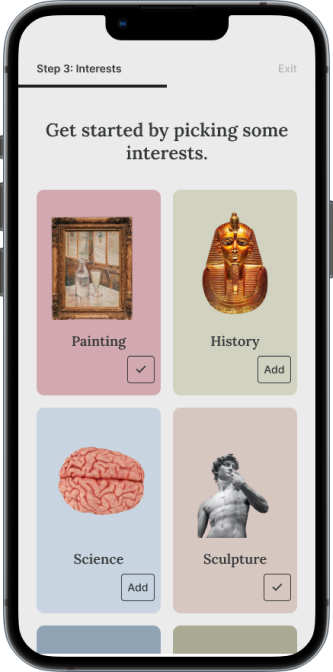 Step 3: Interests
Exit
Get started by picking some
interests.
Painting
History
Add
Science
Sculpture
Add